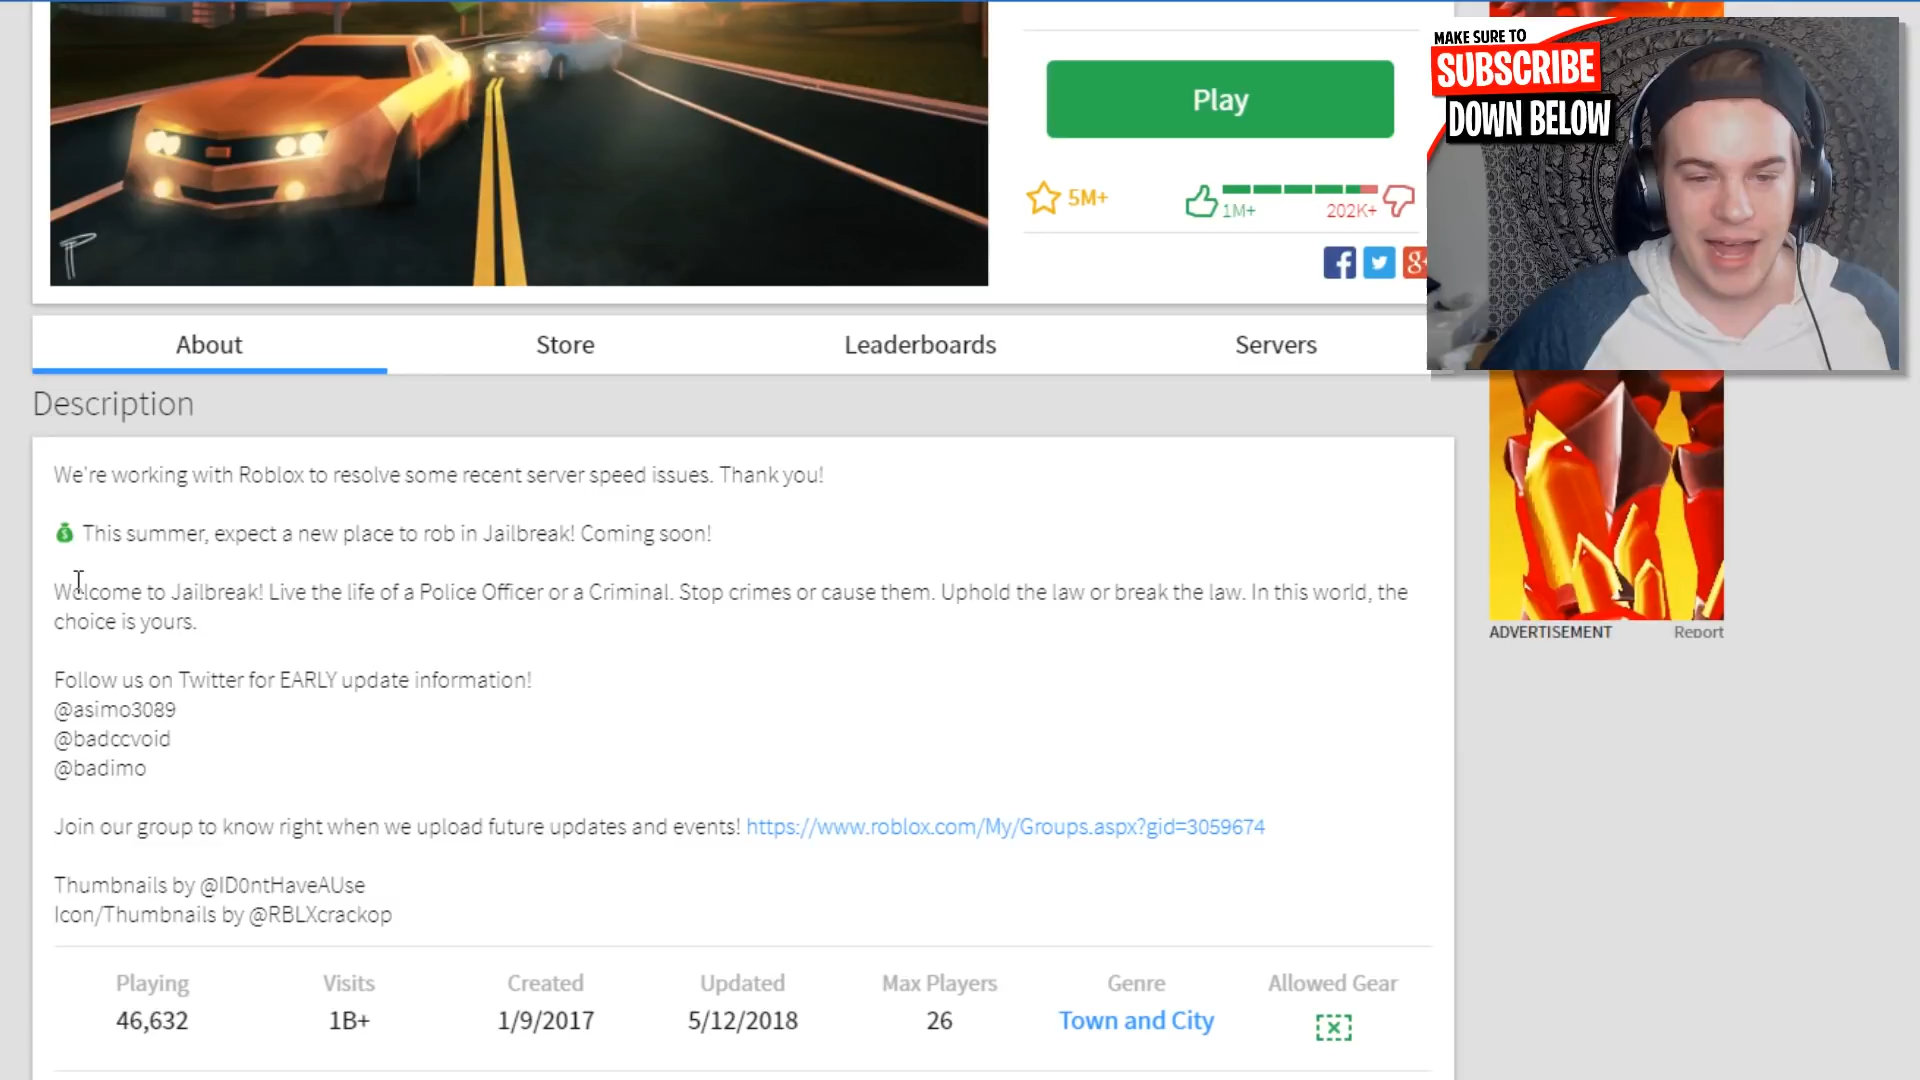 MAKE SURE TO
SUBSCRIBE
DOWN BELOW
Play
5M+
1M+
202K+
About
Store
Leaderboards
Servers
Description
We're working with Roblox to resolve some recent server speed issues. Thank you!
This summer, expect a new place to rob in Jailbreak! Coming soon!
Welcome to Jailbreak! Live the life of a Police Officer or a Criminal. Stop crimes or cause them. Uphold the law or break the law. In this world, the
choice is yours.
Follow us on Twitter for EARLY update information!
@asimo3089
@badccvoid
@badimo
Join our group to know right when we upload future updates and events! https://www.roblox.com/My/Groups.aspx?gid=3059674
Thumbnails by @ID0ntHaveAUse
Icon/Thumbnails by @RBLXcrackop
Playing
Visits
Created
Updated
Max Players
Genre
Allowed Gear
46,632
1B+
1/9/2017
5/12/2018
26
Town and City
ADVERTISEMENT
Report